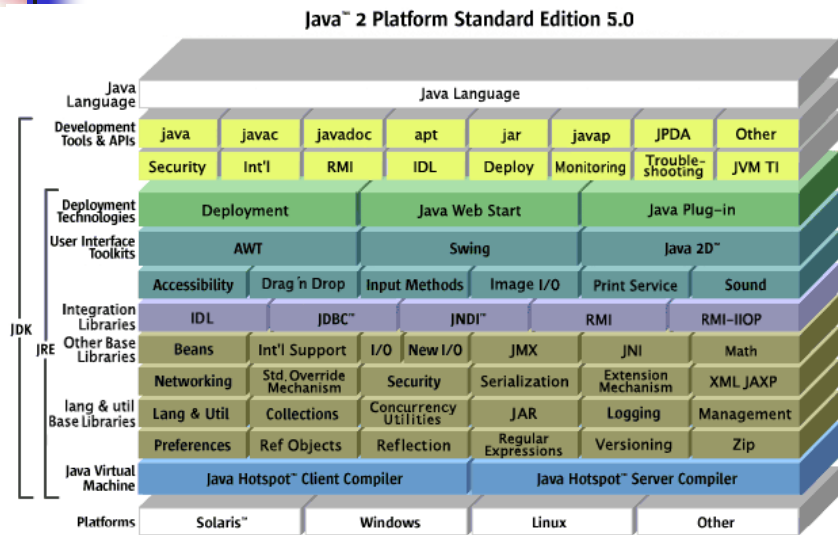 Java™ 2 Platform Standard Edition 5.0
Java Language
Java Language
Development Tools & APIs
java javac javadoc apt jar javap JPDA Other
Security Int'l RMI IDL Deploy Monitoring Trouble-shooting JVM TI
Deployment Technologies
Deployment Java Web Start Java Plug-in
User Interface Toolkits
AWT Swing Java 2D™
Accessibility Drag 'n Drop Input Methods Image I/O Print Service Sound
Integration Libraries
IDL JDBC™ JNDI™ RMI RMI-IIOP
JDK
JRE
Other Base Libraries
Beans Int'l Support I/O New I/O JMX JNI Math
Networking Std. Override Mechanism Security Serialization Extension Mechanism XML JAXP
lang & util Base Libraries
Lang & Util Collections Concurrency Utilities JAR Logging Management
Preferences Ref Objects Reflection Regular Expressions Versioning Zip
Java Virtual Machine
Java Hotspot™ Client Compiler Java Hotspot™ Server Compiler
Platforms
Solaris™ Windows Linux Other